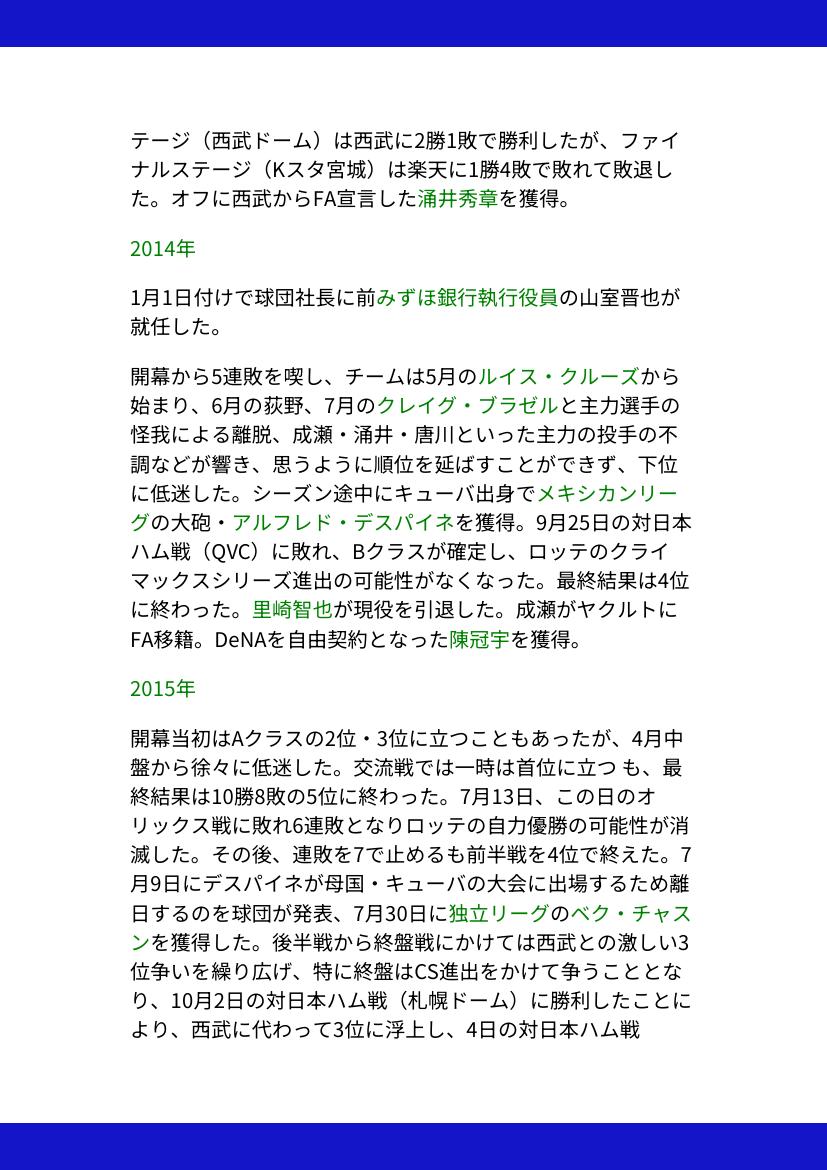 テージ（西武ドーム）は西武に2勝1敗で勝利したが、ファイ
ナルステージ（Kスタ宮城）は楽天に1勝4敗で敗れて敗退し
た。オフに西武からFA宣言した涌井秀章を獲得。
2014年
1月1日付けで球団社長に前みずほ銀行執行役員の山室晋也が
就任した。
開幕から5連敗を喫し、チームは5月のルイス・クルーズから
始まり、6月の荻野、7月のクレイグ・ブラゼルと主力選手の
怪我による離脱、成瀬・涌井・唐川といった主力の投手の不
調などが響き、思うように順位を延ばすことができず、下位
に低迷した。シーズン途中にキューバ出身でメキシカンリー
グの大砲・アルフレド・デスパイネを獲得。9月25日の対日本
ハム戦（QVC）に敗れ、Bクラスが確定し、ロッテのクライ
マックスシリーズ進出の可能性がなくなった。最終結果は4位
に終わった。里崎智也が現役を引退した。成瀬がヤクルトに
FA移籍。DeNAを自由契約となった陳冠宇を獲得。
2015年
開幕当初はAクラスの2位・3位に立つこともあったが、4月中
盤から徐々に低迷した。交流戦では一時は首位に立つ も、最
終結果は10勝8敗の5位に終わった。7月13日、この日のオ
リックス戦に敗れ6連敗となりロッテの自力優勝の可能性が消
滅した。その後、連敗を7で止めるも前半戦を4位で終えた。7
月9日にデスパイネが母国・キューバの大会に出場するため離
日するのを球団が発表、7月30日に独立リーグのベク・チャス
ンを獲得した。後半戦から終盤戦にかけては西武との激しい3
位争いを繰り広げ、特に終盤はCS進出をかけて争うこととな
り、10月2日の対日本ハム戦（札幌ドーム）に勝利したことに
より、西武に代わって3位に浮上し、4日の対日本ハム戦